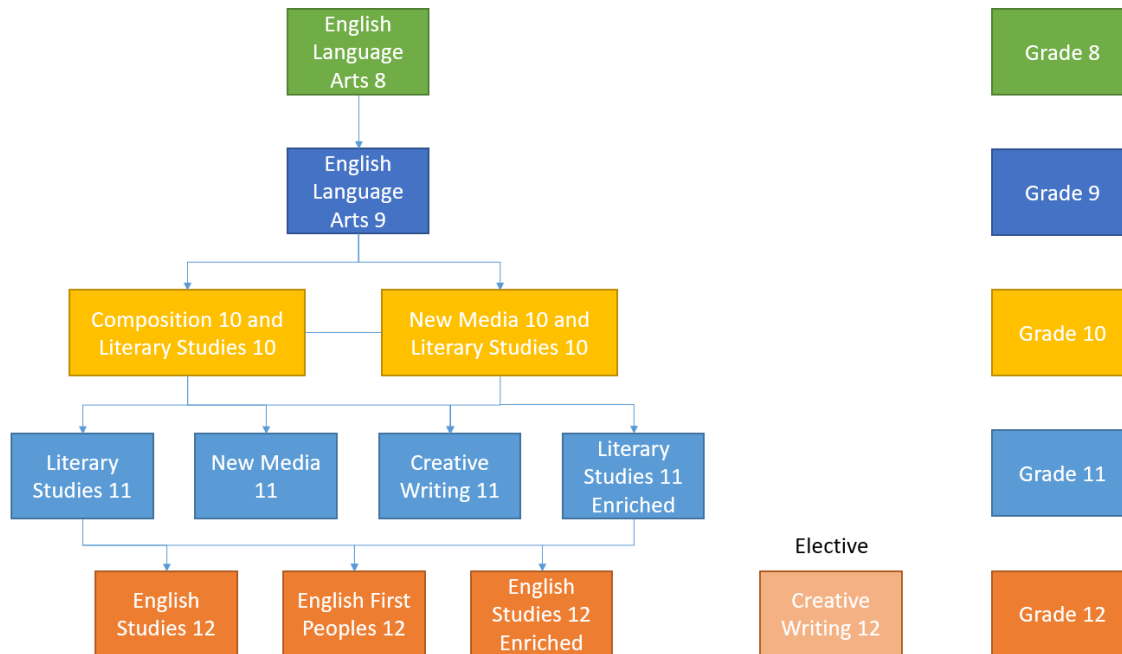 English
Language
Arts 8
Grade 8
English
Language
Arts 9
Grade 9
Composition 10 and
Literary Studies 10
New Media 10 and
Literary Studies 10
Grade 10
Literary
Studies 11
New Media
11
Creative
Writing 11
Literary
Studies 11
Enriched
Grade 11
Elective
English
Studies 12
English First
Peoples 12
English
Studies 12
Enriched
Creative
Writing 12
Grade 12